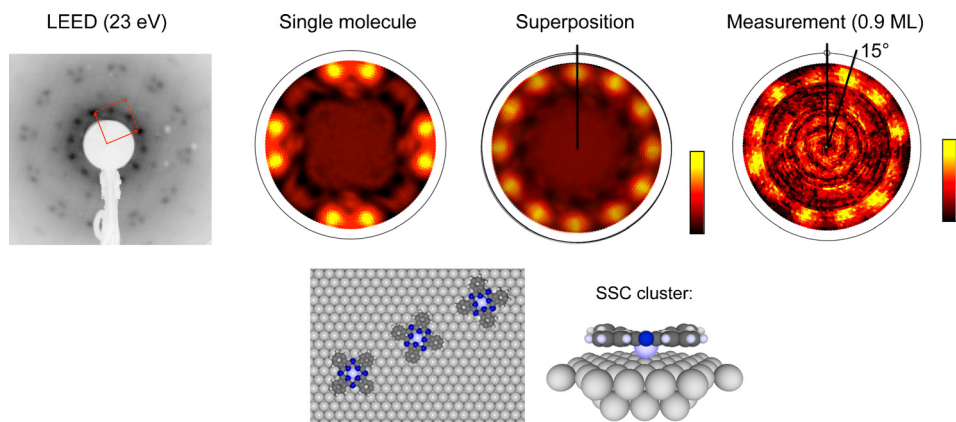 LEED (23 eV)
Single molecule
Superposition
Measurement (0.9 ML)
15°
SSC cluster: